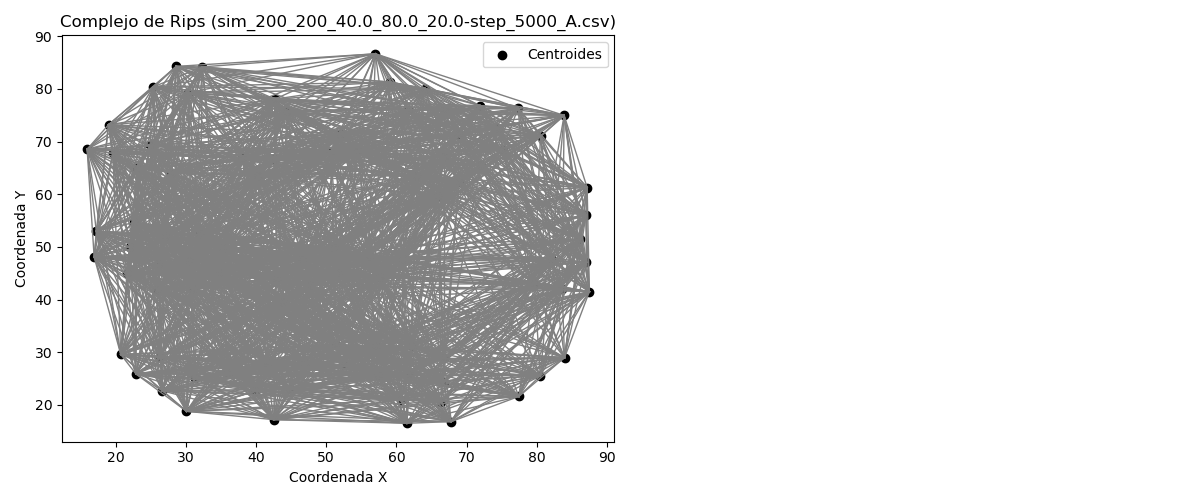 Complejo de Rips (sim_200_200_40.0_80.0_20.0-step_5000_A.csv)
Centroides
90
80
70
60
50
40
30
20
Coordenada Y
20 30 40 50 60 70 80 90
Coordenada X